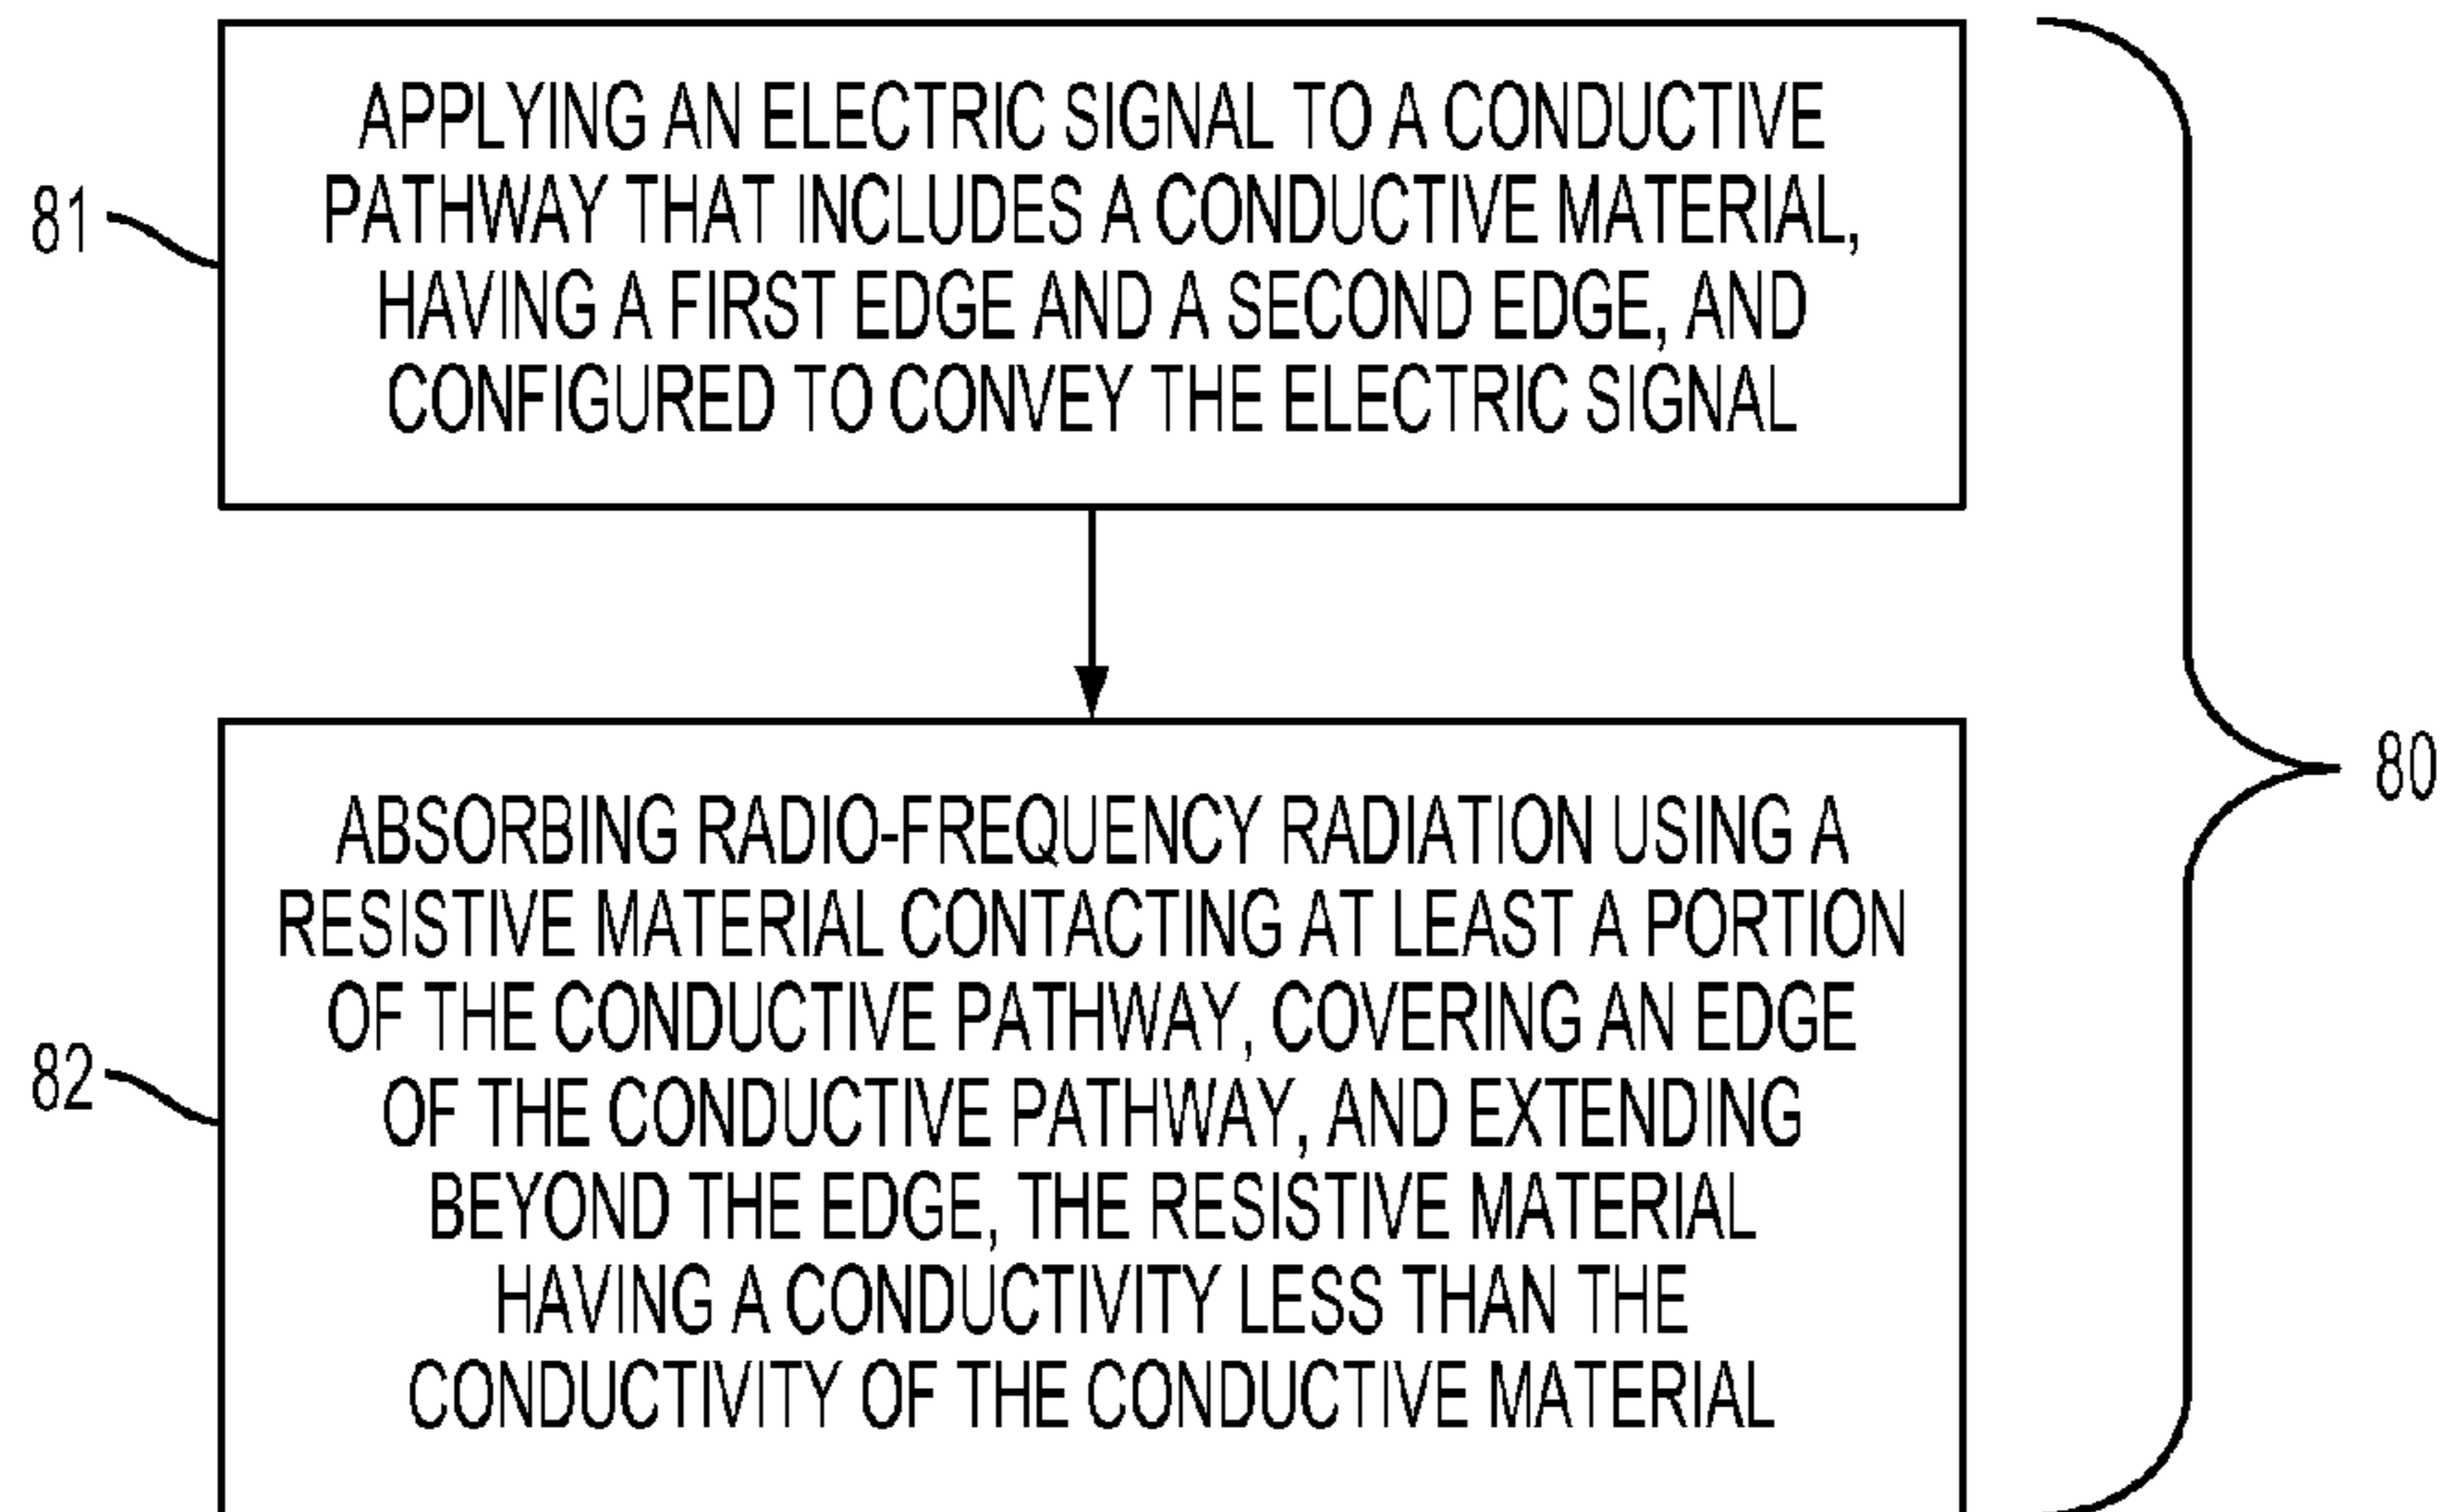 APPLYING AN ELECTRIC SIGNAL TO A CONDUCTIVE
PATHWAY THAT INCLUDES A CONDUCTIVE MATERIAL,
HAVING A FIRST EDGE AND A SECOND EDGE, AND
CONFIGURED TO CONVEY THE ELECTRIC SIGNAL
81
ABSORBING RADIO-FREQUENCY RADIATION USING A
RESISTIVE MATERIAL CONTACTING AT LEAST A PORTION
OF THE CONDUCTIVE PATHWAY, COVERING AN EDGE
OF THE CONDUCTIVE PATHWAY, AND EXTENDING
BEYOND THE EDGE, THE RESISTIVE MATERIAL
HAVING A CONDUCTIVITY LESS THAN THE
CONDUCTIVITY OF THE CONDUCTIVE MATERIAL
82
80